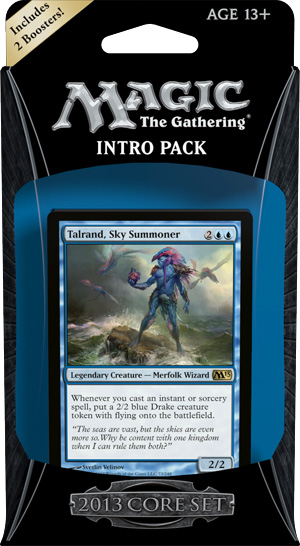 Includes
2 Boosters!
AGE 13+
MAGIC
The Gathering®
INTRO PACK
Talrand, Sky Summoner 2
Legendary Creature — Merfolk Wizard M13
Whenever you cast an instant or sorcery
spell, put a 2/2 blue Drake creature
token with flying onto the battlefield.
"The seas are vast, but the skies are even
more so. Why be content with one kingdom
when I can rule them both?"
Svetlin Velinov
2/2
2013 CORE SET